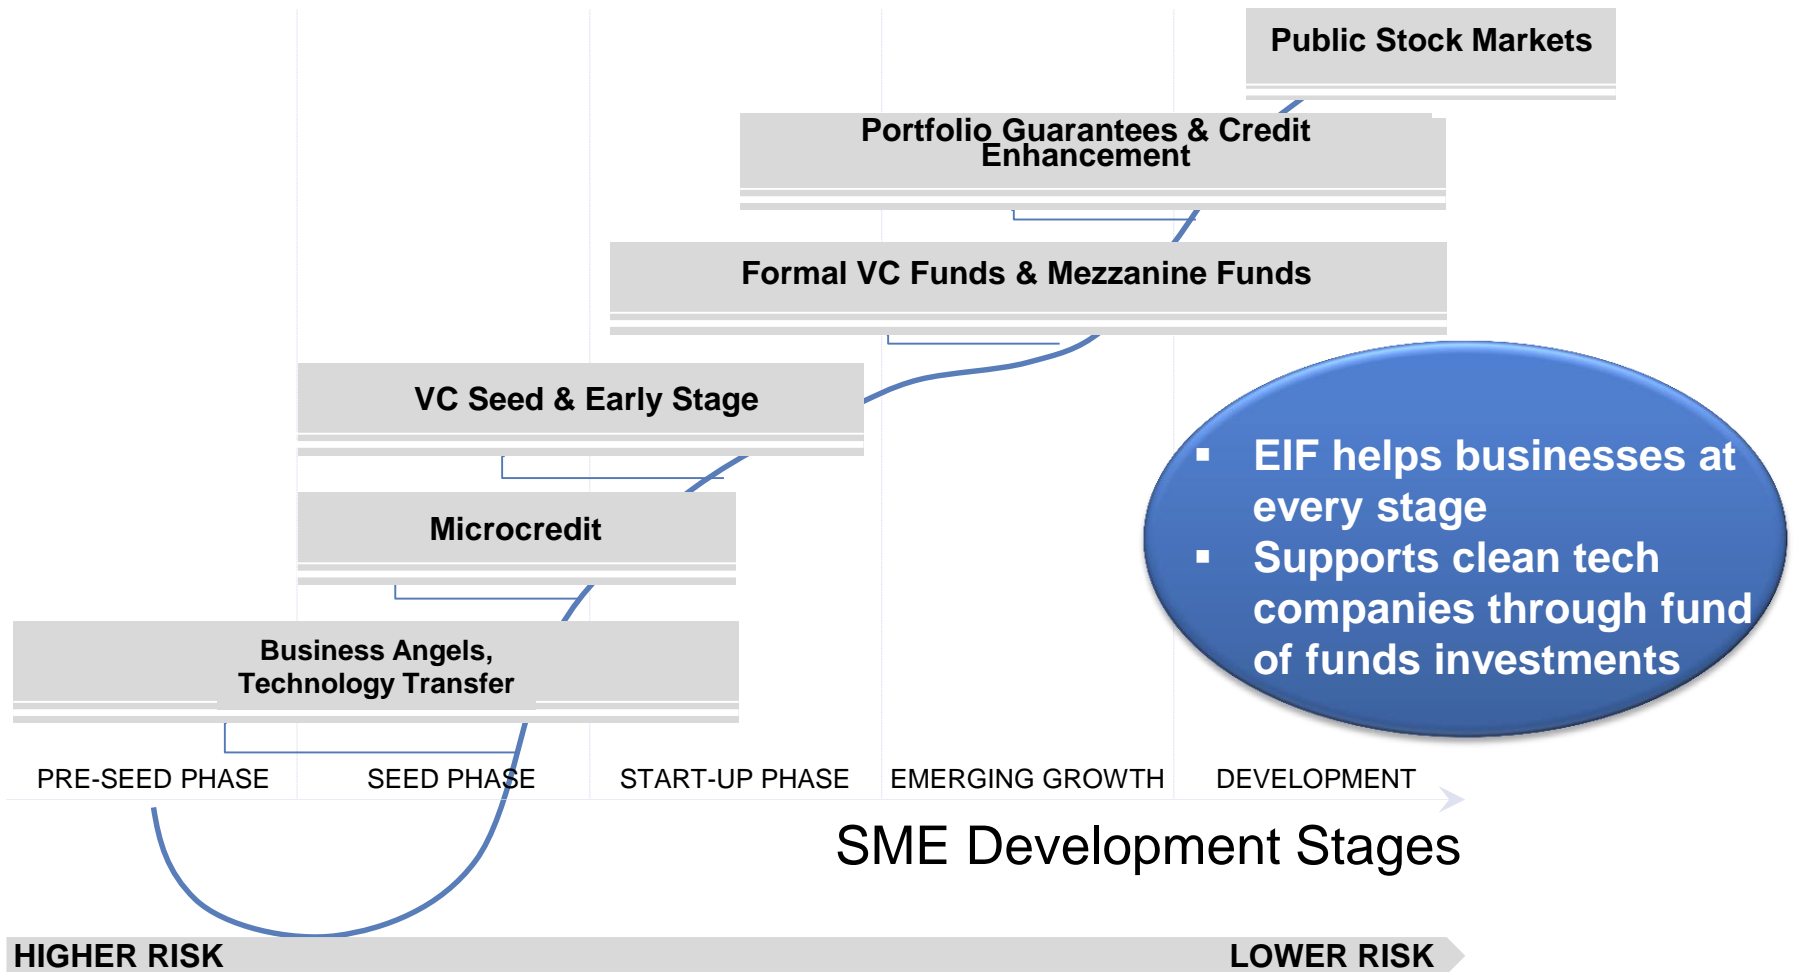 Public Stock Markets
Portfolio Guarantees & Credit
Enhancement
Formal VC Funds & Mezzanine Funds
VC Seed & Early Stage
Microcredit
Business Angels,
Technology Transfer
▪ EIF helps businesses at
every stage
▪ Supports clean tech
companies through fund
of funds investments
PRE-SEED PHASE
SEED PHASE
START-UP PHASE
EMERGING GROWTH
DEVELOPMENT
SME Development Stages
HIGHER RISK
LOWER RISK